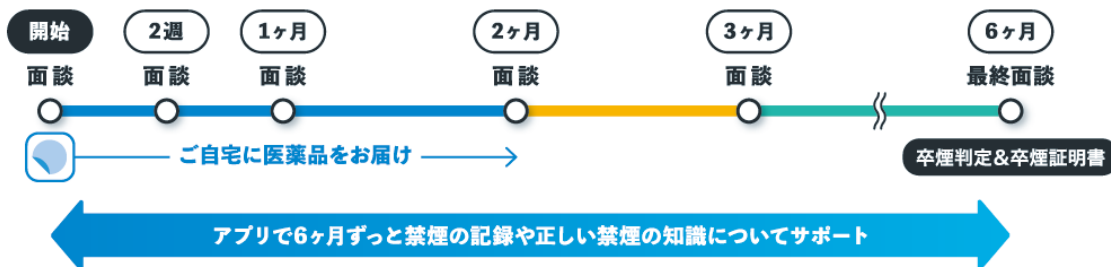 開始
2週
1ヶ月
2ヶ月
3ヶ月
6ヶ月
面談
面談
面談
面談
面談
最終面談
ご自宅に医薬品をお届け
卒煙判定&卒煙証明書
アプリで6ヶ月ずっと禁煙の記録や正しい禁煙の知識についてサポート